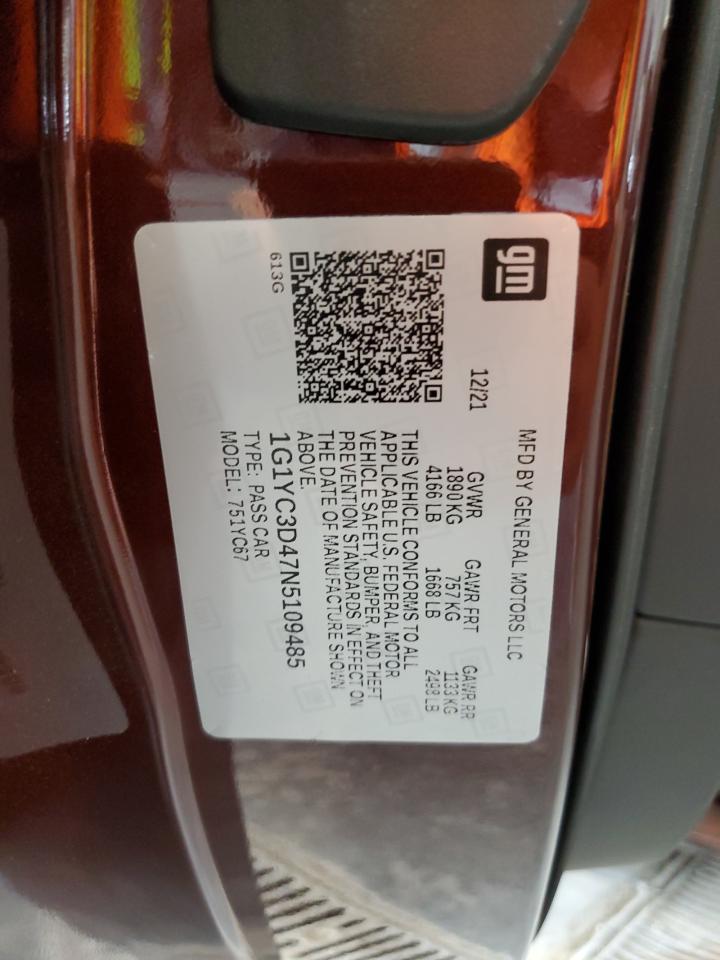 gm
MFD BY GENERAL MOTORS LLC
12/21
GVWR GAWR FRT GAWR RR
1890 KG 757 KG 1133 KG
4166 LB 1668 LB 2498 LB
THIS VEHICLE CONFORMS TO ALL
APPLICABLE U.S. FEDERAL MOTOR
VEHICLE SAFETY, BUMPER, AND THEFT
PREVENTION STANDARDS IN EFFECT ON
THE DATE OF MANUFACTURE SHOWN
ABOVE.
1G1YC3D47N5109485
TYPE: PASS CAR
MODEL: 751YC67
613G